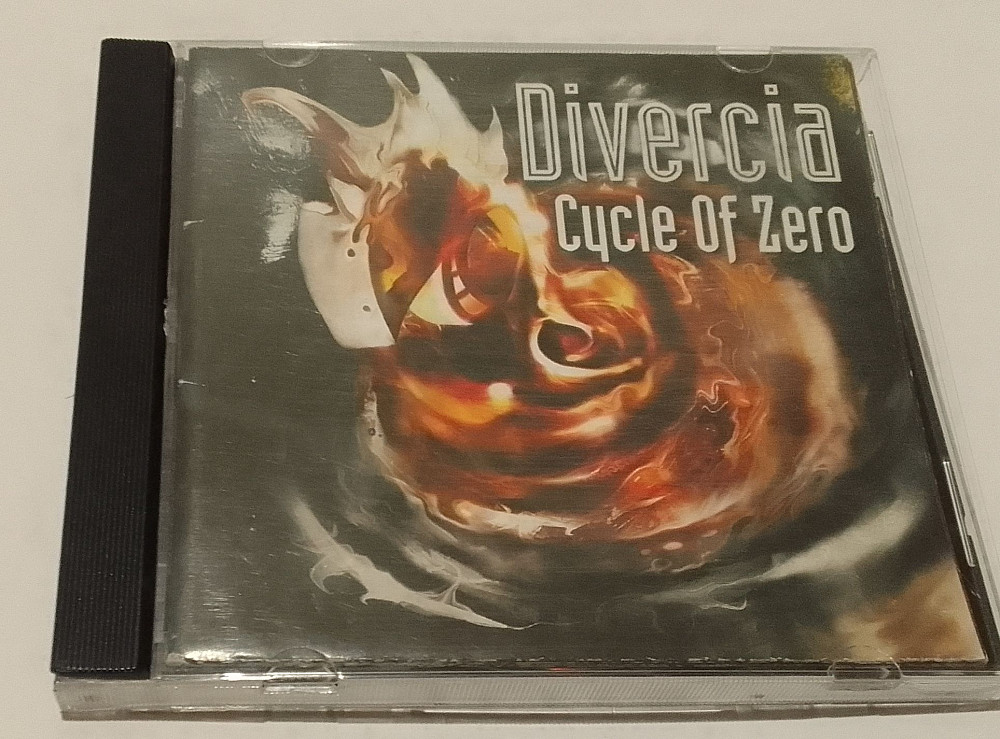 Divercia
Cycle Of Zero